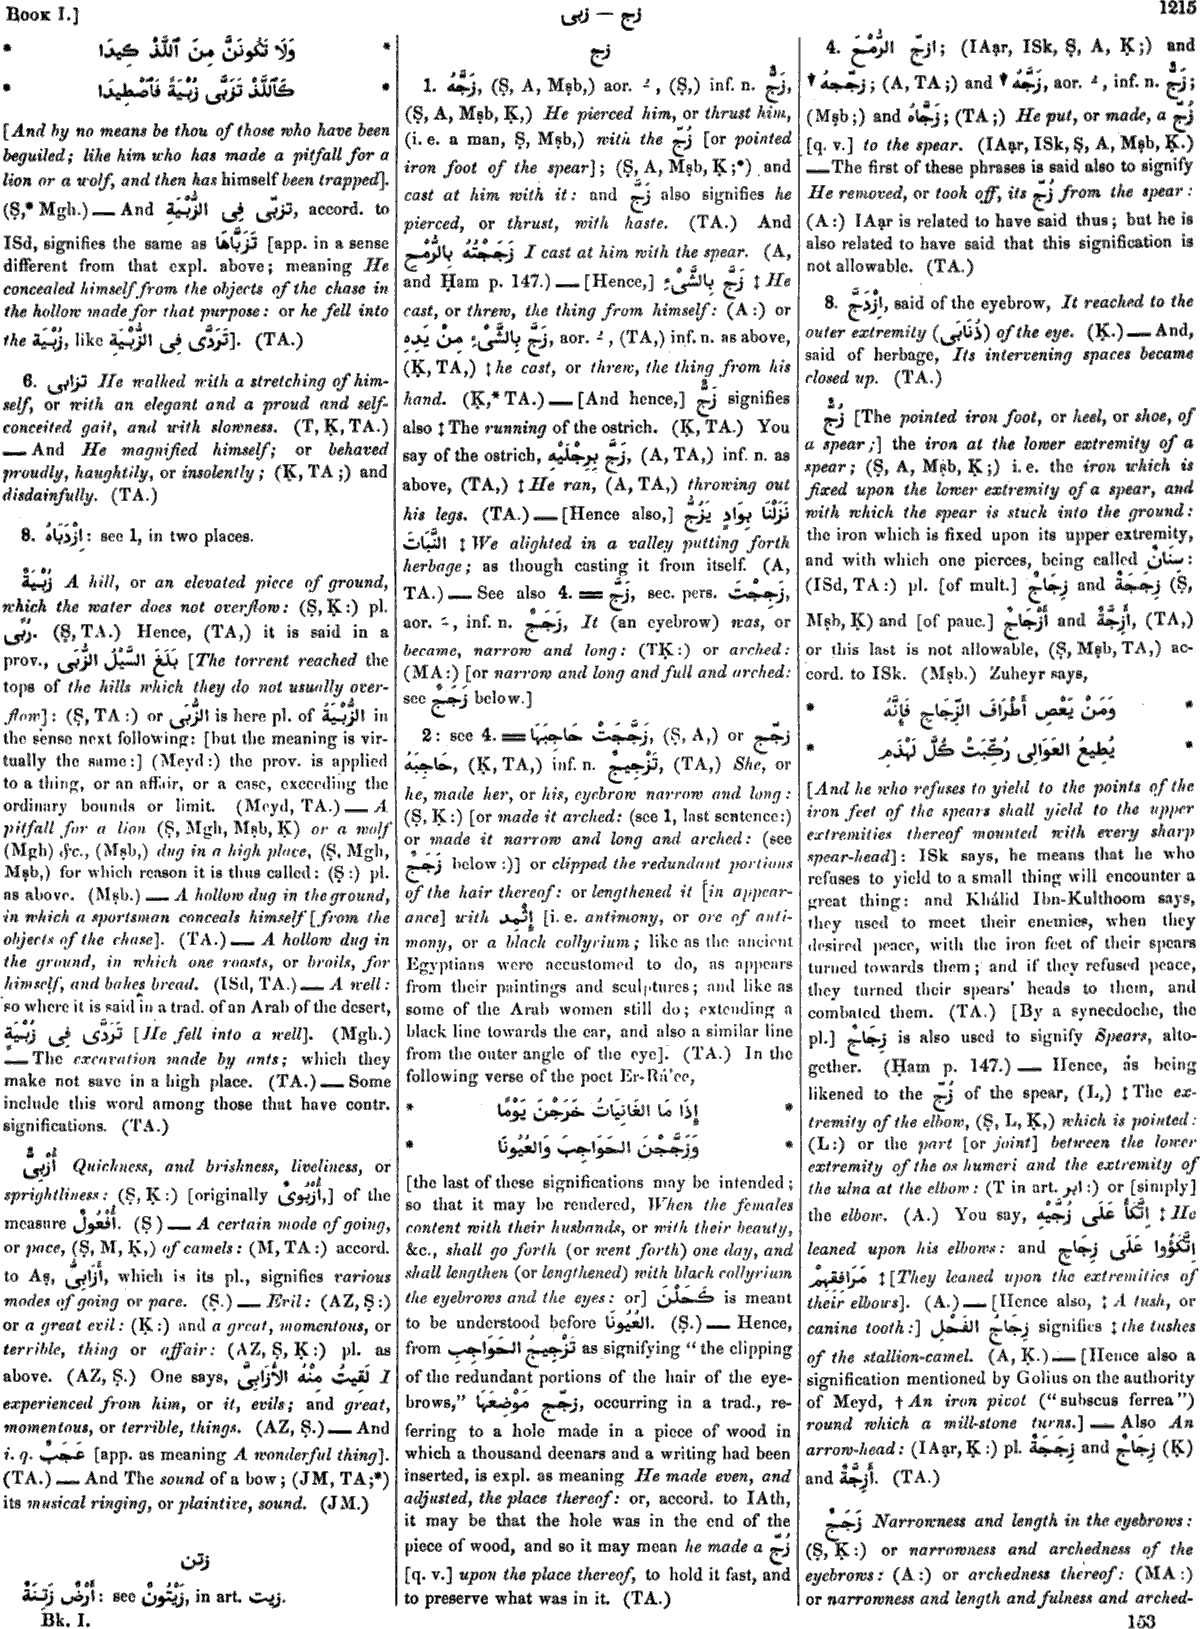 Book I.]
زج — زبى
1215
* وَلَا تَكُونَنَّ مِنَ ٱللَّذْ كِيدَا *
* كَٱللَّذْ تَزَبَّى زُبْيَةً فَٱصْطِيدَا *
[And by no means be thou of those who have been
beguiled; like him who has made a pitfall for a
lion or a wolf, and then has himself been trapped].
(Ṣ,* Mgh.) — And تزبّى فِى الزُّبْيَةِ, accord. to
ISd, signifies the same as تَزَبَّاهَا [app. in a sense
different from that expl. above; meaning He
concealed himself from the objects of the chase in
the hollow made for that purpose: or he fell into
the زُبْيَة, like تَرَدَّى فِى الزُّبْيَةِ]. (TA.)
6. تزابى He walked with a stretching of him-
self, or with an elegant and a proud and self-
conceited gait, and with slowness. (T, Ḳ, TA.)
— And He magnified himself; or behaved
proudly, haughtily, or insolently; (Ḳ, TA;) and
disdainfully. (TA.)
8. اِزْدَبَاهُ: see 1, in two places.
زُبْيَةٌ A hill, or an elevated piece of ground,
which the water does not overflow: (Ṣ, Ḳ:) pl.
زُبًى. (Ṣ, TA.) Hence, (TA,) it is said in a
prov., بَلَغَ السَّيْلُ الزُّبَى [The torrent reached the
tops of the hills which they do not usually over-
flow]: (Ṣ, TA:) or الزُّبَى is here pl. of الزُّبْيَةُ in
the sense next following: [but the meaning is vir-
tually the same:] (Meyd:) the prov. is applied
to a thing, or an affair, or a case, exceeding the
ordinary bounds or limit. (Meyd, TA.) — A
pitfall for a lion (Ṣ, Mgh, Mṣb, Ḳ) or a wolf
(Mgh) &c., (Mṣb,) dug in a high place, (Ṣ, Mgh,
Mṣb,) for which reason it is thus called: (Ṣ:) pl.
as above. (Mṣb.) — A hollow dug in the ground,
in which a sportsman conceals himself [from the
objects of the chase]. (TA.) — A hollow dug in
the ground, in which one roasts, or broils, for
himself, and bakes bread. (ISd, TA.) — A well:
so where it is said in a trad. of an Arab of the desert,
تَرَدَّى فِى زُبْيَةٍ [He fell into a well]. (Mgh.)
— The excavation made by ants; which they
make not save in a high place. (TA.) — Some
include this word among those that have contr.
significations. (TA.)
أُزْبِىٌّ Quickness, and briskness, liveliness, or
sprightliness: (Ṣ, Ḳ:) [originally أُزْبُوىٌ,] of the
measure أُفْعُولٌ. (Ṣ) — A certain mode of going,
or pace, (Ṣ, M, Ḳ,) of camels: (M, TA:) accord.
to Aṣ, أَزَابِىُّ, which is its pl., signifies various
modes of going or pace. (Ṣ.) — Evil: (AZ, Ṣ:)
or a great evil: (Ḳ:) and a great, momentous, or
terrible, thing or affair: (AZ, Ṣ, Ḳ:) pl. as
above. (AZ, Ṣ.) One says, لَقِيتُ مِنْهُ الأَزَابِىَّ I
experienced from him, or it, evils; and great,
momentous, or terrible, things. (AZ, Ṣ.) — And
i. q. عَجَبٌ [app. as meaning A wonderful thing].
(TA.) — And The sound of a bow; (JM, TA;*)
its musical ringing, or plaintive, sound. (JM.)
زتن
أَرْضٌ زَتِنَةٌ: see زَيْتُونٌ, in art. زيت.
Bk. I.
زج
1. زَجَّهُ, (Ṣ, A, Mṣb,) aor. ـُ, (Ṣ,) inf. n. زَجٌّ,
(Ṣ, A, Mṣb, Ḳ,) He pierced him, or thrust him,
(i. e. a man, Ṣ, Mṣb,) with the زُجّ [or pointed
iron foot of the spear]; (Ṣ, A, Mṣb, Ḳ;*) and
cast at him with it: and زَجَّ also signifies he
pierced, or thrust, with haste. (TA.) And
زَجَجْتُهُ بِالرُّمْحِ I cast at him with the spear. (A,
and Ḥam p. 147.) — [Hence,] زَجَّ بِالشَّىْءِ ‡ He
cast, or threw, the thing from himself: (A:) or
زَجَّ بِالشَّىْءِ مِنْ يَدِهِ, aor. ـُ, (TA,) inf. n. as above,
(Ḳ, TA,) ‡ he cast, or threw, the thing from his
hand. (Ḳ,* TA.) — [And hence,] زَجٌّ signifies
also ‡ The running of the ostrich. (Ḳ, TA.) You
say of the ostrich, زَجَّ بِرِجْلَيْهِ, (A, TA,) inf. n. as
above, (TA,) ‡ He ran, (A, TA,) throwing out
his legs. (TA.) — [Hence also,] نَزَلْنَا بِوَادٍ يَزُجُّ
النَّبَاتَ ‡ We alighted in a valley putting forth
herbage; as though casting it from itself. (A,
TA.) — See also 4. = زَجَّ, sec. pers. زَجِجْتَ,
aor. ـَ, inf. n. زَجَجٌ, It (an eyebrow) was, or
became, narrow and long: (TḲ:) or arched:
(MA:) [or narrow and long and full and arched:
see زَجَجٌ below.]
2: see 4. = زَجَّجَتْ حَاجِبَهَا, (Ṣ, A,) or زجّج
حَاجِبَهُ, (Ḳ, TA,) inf. n. تَزْجِيجٌ, (TA,) She, or
he, made her, or his, eyebrow narrow and long:
(Ṣ, Ḳ:) [or made it arched: (see 1, last sentence:)
or made it narrow and long and arched: (see
زَجَجٌ below:)] or clipped the redundant portions
of the hair thereof: or lengthened it [in appear-
ance] with إِثْمِد [i. e. antimony, or ore of anti-
mony, or a black collyrium; like as the ancient
Egyptians were accustomed to do, as appears
from their paintings and sculptures; and like as
some of the Arab women still do; extending a
black line towards the ear, and also a similar line
from the outer angle of the eye]. (TA.) In the
following verse of the poet Er-Rá'ee,
* إِذَا مَا الغَانِيَاتُ خَرَجْنَ يَوْمًا *
* وَزَجَّجْنَ الحَوَاجِبَ وَالعُيُونَا *
[the last of these significations may be intended;
so that it may be rendered, When the females
content with their husbands, or with their beauty,
&c., shall go forth (or went forth) one day, and
shall lengthen (or lengthened) with black collyrium
the eyebrows and the eyes: or] كَحَلْنَ is meant
to be understood before العُيُونَا. (Ṣ.) — Hence,
from تَزْجِيجُ الحَوَاجِبِ as signifying "the clipping
of the redundant portions of the hair of the eye-
brows," زجّج مَوْضِعَهَا, occurring in a trad., re-
ferring to a hole made in a piece of wood in
which a thousand deenars and a writing had been
inserted, is expl. as meaning He made even, and
adjusted, the place thereof: or, accord. to IAth,
it may be that the hole was in the end of the
piece of wood, and so it may mean he made a زُجّ
[q. v.] upon the place thereof, to hold it fast, and
to preserve what was in it. (TA.)
4. ازجّ الرُّمْحَ; (IAạr, ISk, Ṣ, A, Ḳ;) and
▼ زجّجهُ; (A, TA;) and ▼ زَجَّهُ, aor. ـُ, inf. n. زَجٌّ;
(Mṣb;) and زَجَّاهُ; (TA;) He put, or made, a زُجّ
[q. v.] to the spear. (IAạr, ISk, Ṣ, A, Mṣb, Ḳ.)
— The first of these phrases is said also to signify
He removed, or took off, its زُجّ from the spear:
(A:) IAạr is related to have said thus; but he is
also related to have said that this signification is
not allowable. (TA.)
8. اِزْدَجَّ, said of the eyebrow, It reached to the
outer extremity (ذُنَابَى) of the eye. (Ḳ.) — And,
said of herbage, Its intervening spaces became
closed up. (TA.)
زُجٌّ [The pointed iron foot, or heel, or shoe, of
a spear;] the iron at the lower extremity of a
spear; (Ṣ, A, Mṣb, Ḳ;) i. e. the iron which is
fixed upon the lower extremity of a spear, and
with which the spear is stuck into the ground:
the iron which is fixed upon its upper extremity,
and with which one pierces, being called سِنَانٌ:
(ISd, TA:) pl. [of mult.] زِجَاجٌ and زِجَجَةٌ (Ṣ,
Mṣb, Ḳ) and [of pauc.] أَزْجَاجٌ and أَزِجَّةٌ, (TA,)
or this last is not allowable, (Ṣ, Mṣb, TA,) ac-
cord. to ISk. (Mṣb.) Zuheyr says,
* وَمَنْ يَعْصِ أَطْرَافَ الزِّجَاجِ فَإِنَّهُ *
* يُطِيعُ العَوَالِى رُكِّبَتْ كُلَّ لَهْذَمِ *
[And he who refuses to yield to the points of the
iron feet of the spears shall yield to the upper
extremities thereof mounted with every sharp
spear-head]: ISk says, he means that he who
refuses to yield to a small thing will encounter a
great thing: and Khálid Ibn-Kulthoom says,
they used to meet their enemies, when they
desired peace, with the iron feet of their spears
turned towards them; and if they refused peace,
they turned their spears' heads to them, and
combated them. (TA.) [By a synecdoche, the
pl.] زِجَاجٌ is also used to signify Spears, alto-
gether. (Ḥam p. 147.) — Hence, as being
likened to the زُجّ of the spear, (L,) ‡ The ex-
tremity of the elbow, (Ṣ, L, Ḳ,) which is pointed:
(L:) or the part [or joint] between the lower
extremity of the os humeri and the extremity of
the ulna at the elbow: (T in art. ابر:) or [simply]
the elbow. (A.) You say, اِتَّكَأَ عَلَى زُجَّيْهِ ‡ He
leaned upon his elbows: and اِتَّكَؤُوا عَلَى زِجَاجِ
مَرَافِقِهِمْ ‡ [They leaned upon the extremities of
their elbows]. (A.) — [Hence also, ‡ A tush, or
canine tooth:] زِجَاجُ الفَحْلِ signifies ‡ the tushes
of the stallion-camel. (A, Ḳ.) — [Hence also a
signification mentioned by Golius on the authority
of Meyd, † An iron pivot ("subscus ferrea")
round which a mill-stone turns.] — Also An
arrow-head: (IAạr, Ḳ:) pl. زِجَجَةٌ and زِجَاجٌ (Ḳ)
and أَزِجَّةٌ. (TA.)
زَجَجٌ Narrowness and length in the eyebrows:
(Ṣ, Ḳ:) or narrowness and archedness of the
eyebrows: (A:) or archedness thereof: (MA:)
or narrowness and length and fulness and arched-
153